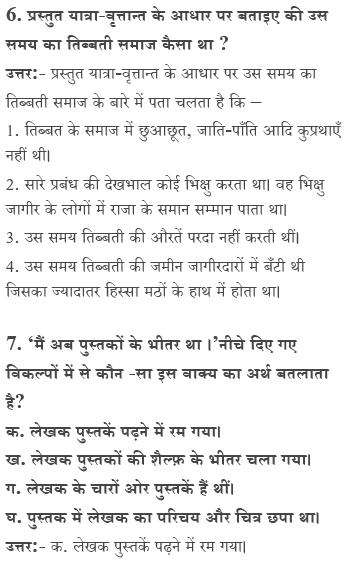 6. प्रस्तुत यात्रा-वृत्तान्त के आधार पर बताइए की उस
समय का तिब्बती समाज कैसा था ?
उत्तर:- प्रस्तुत यात्रा-वृत्तान्त के आधार पर उस समय का
तिब्बती समाज के बारे में पता चलता है कि –
1. तिब्बत के समाज में छुआछूत, जाति-पाँति आदि कुप्रथाएँ
नहीं थी।
2. सारे प्रबंध की देखभाल कोई भिक्षु करता था। वह भिक्षु
जागीर के लोगों में राजा के समान सम्मान पाता था।
3. उस समय तिब्बती की औरतें परदा नहीं करती थीं।
4. उस समय तिब्बती की जमीन जागीरदारों में बँटी थी
जिसका ज्यादातर हिस्सा मठों के हाथ में होता था।
7. ‘मैं अब पुस्तकों के भीतर था ।’नीचे दिए गए
विकल्पों में से कौन -सा इस वाक्य का अर्थ बतलाता
है?
क. लेखक पुस्तकें पढ़ने में रम गया।
ख. लेखक पुस्तकों की शैल्फ़ के भीतर चला गया।
ग. लेखक के चारों ओर पुस्तकें हैं थीं।
घ. पुस्तक में लेखक का परिचय और चित्र छपा था।
उत्तर:- क. लेखक पुस्तकें पढ़ने में रम गया।